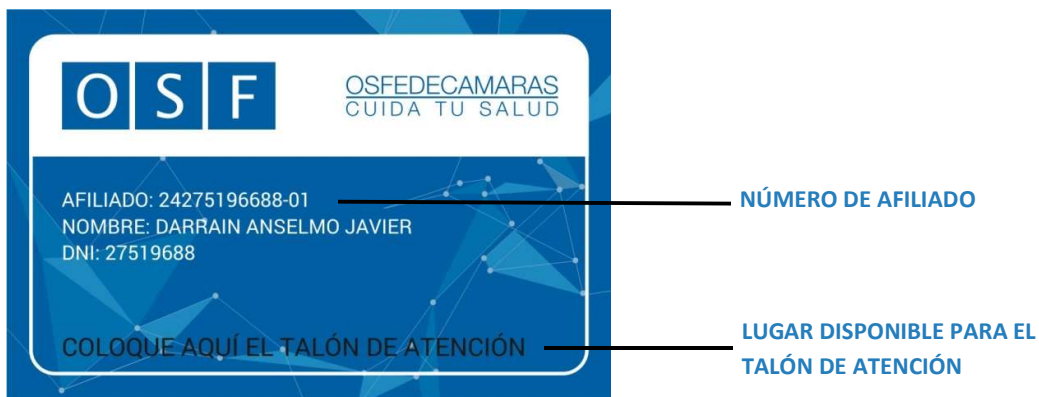 OSF
OSFEDECAMARAS
CUIDA TU SALUD
AFILIADO: 24275196688-01
NOMBRE: DARRAIN ANSELMO JAVIER
DNI: 27519688
COLOQUE AQUÍ EL TALÓN DE ATENCIÓN
NÚMERO DE AFILIADO
LUGAR DISPONIBLE PARA EL
TALÓN DE ATENCIÓN